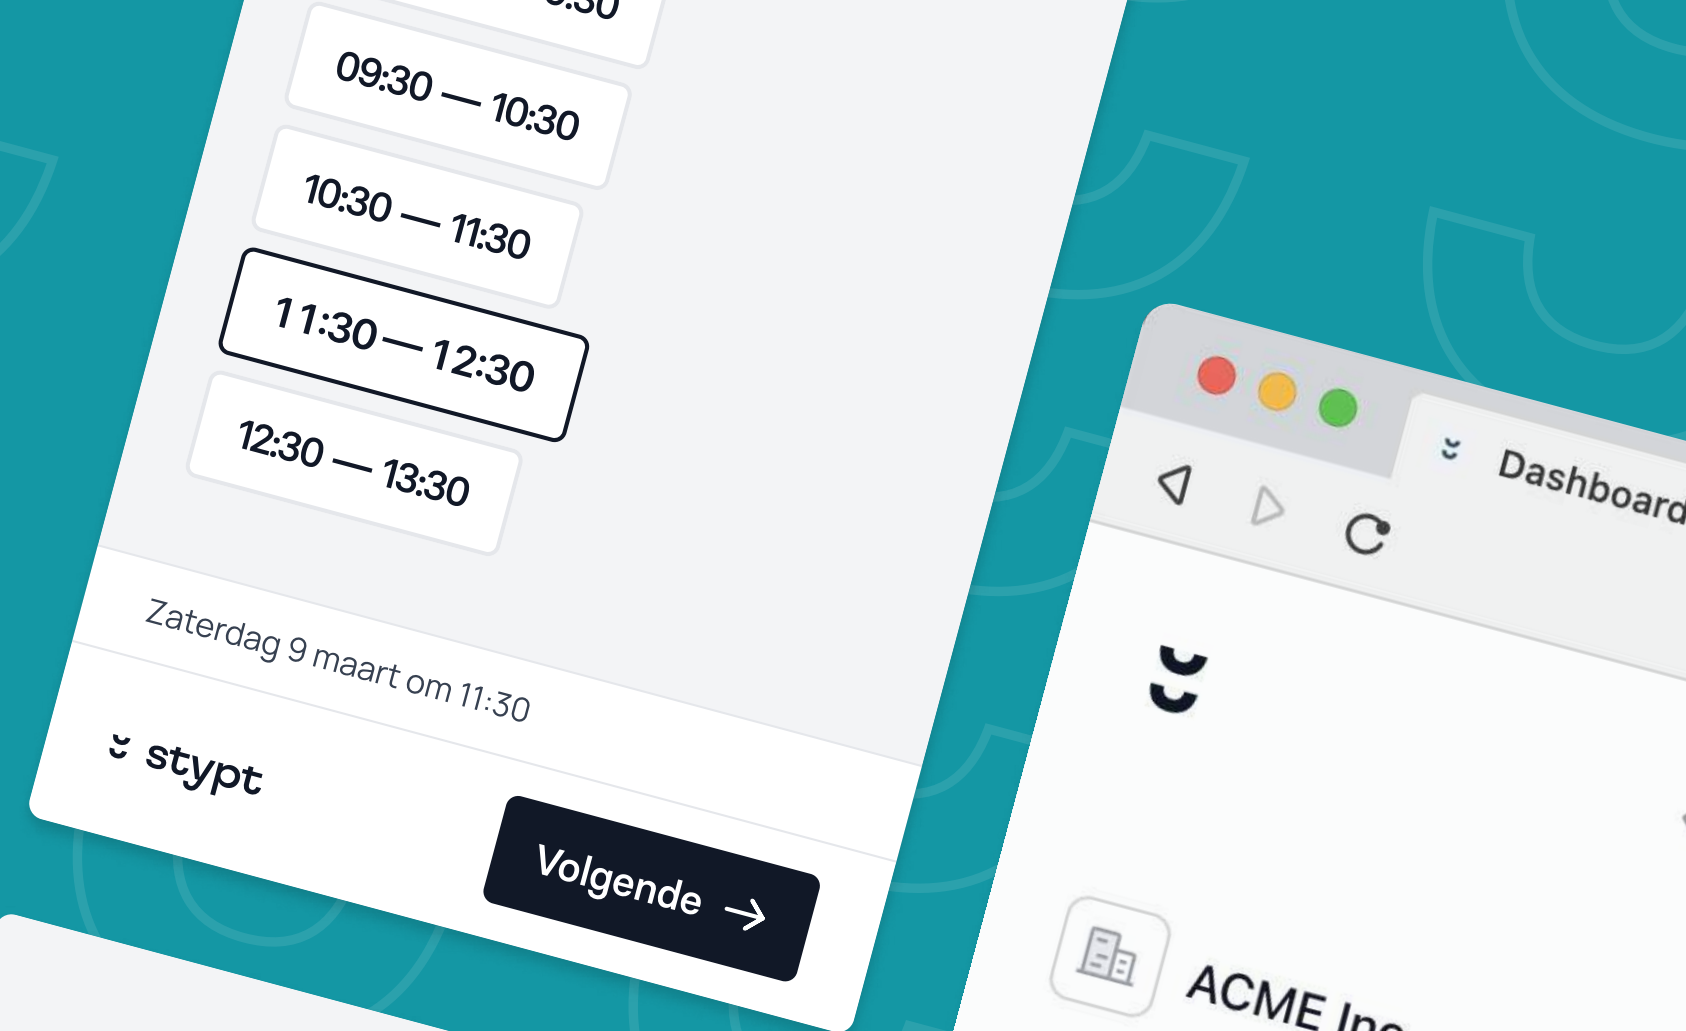 09:30 — 10:30
10:30 — 11:30
11:30 — 12:30
12:30 — 13:30
Zaterdag 9 maart om 11:30
stypt
Volgende
Dashboard
ACME Inc